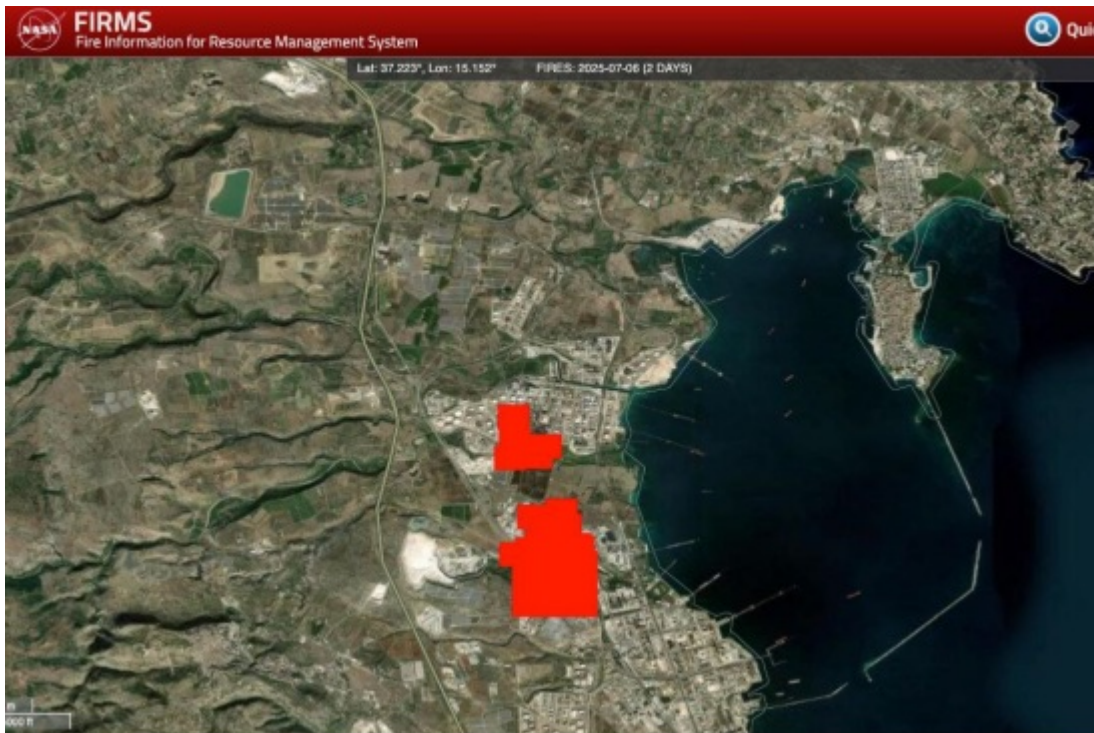 NASA
FIRMS
Fire Information for Resource Management System
Lat: 37.223°, Lon: 15.152° FIRES: 2025-07-06 (2 DAYS)